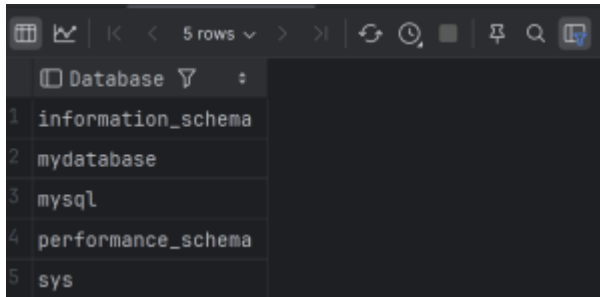 5 rows
Database
1 information_schema
2 mydatabase
3 mysql
4 performance_schema
5 sys